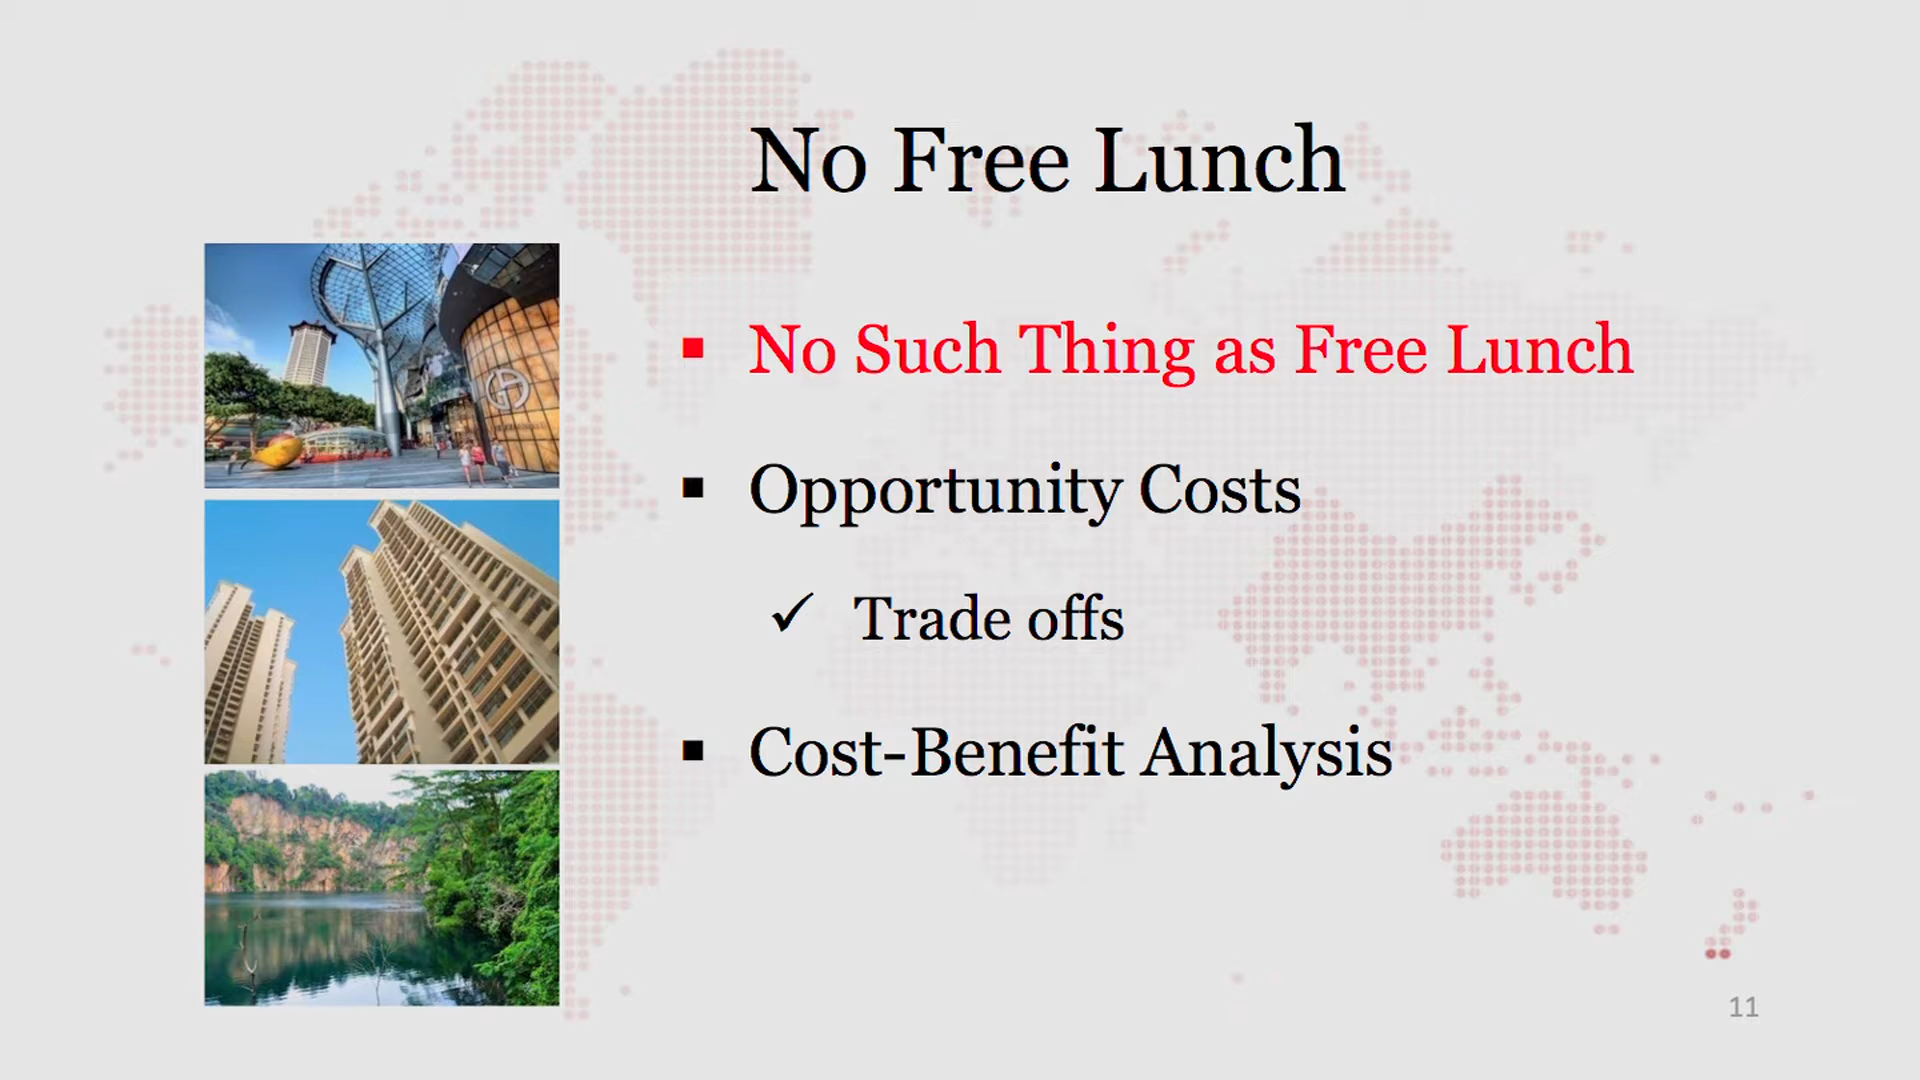 No Free Lunch
▪ No Such Thing as Free Lunch
▪ Opportunity Costs
✓ Trade offs
▪ Cost-Benefit Analysis
11